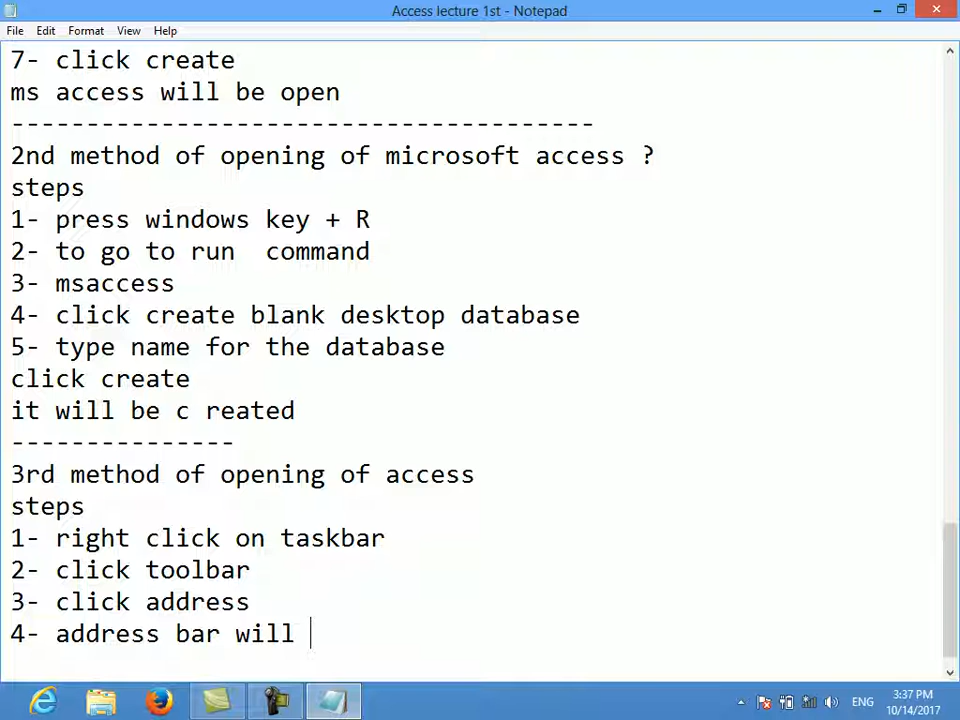 Access lecture 1st - Notepad
File Edit Format View Help
7- click create
ms access will be open
---------------------------------------
2nd method of opening of microsoft access ?
steps
1- press windows key + R
2- to go to run  command
3- msaccess
4- click create blank desktop database
5- type name for the database
click create
it will be c reated
---------------
3rd method of opening of access
steps
1- right click on taskbar
2- click toolbar
3- click address
4- address bar will
ENG
3:37 PM
10/14/2017